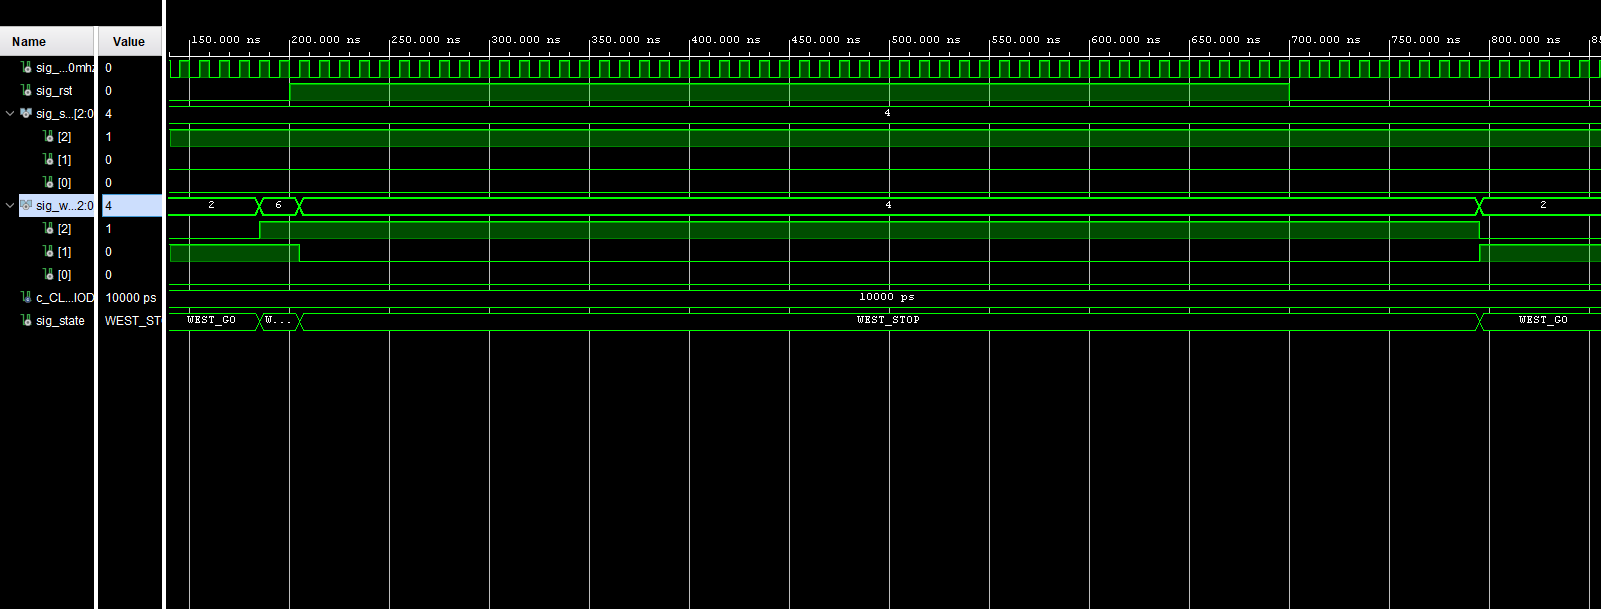 Name Value
150.000 ns 200.000 ns 250.000 ns 300.000 ns 350.000 ns 400.000 ns 450.000 ns 500.000 ns 550.000 ns 600.000 ns 650.000 ns 700.000 ns 750.000 ns 800.000 ns 85
sig_...0mhz 0
sig_rst 0
sig_s...[2:0 4 4
[2] 1
[1] 0
[0] 0
sig_w...2:0 4 2 6 4 2
[2] 1
[1] 0
[0] 0
c_CL...IOD 10000 ps 10000 ps
sig_state WEST_ST WEST_GO W... WEST_STOP WEST_GO